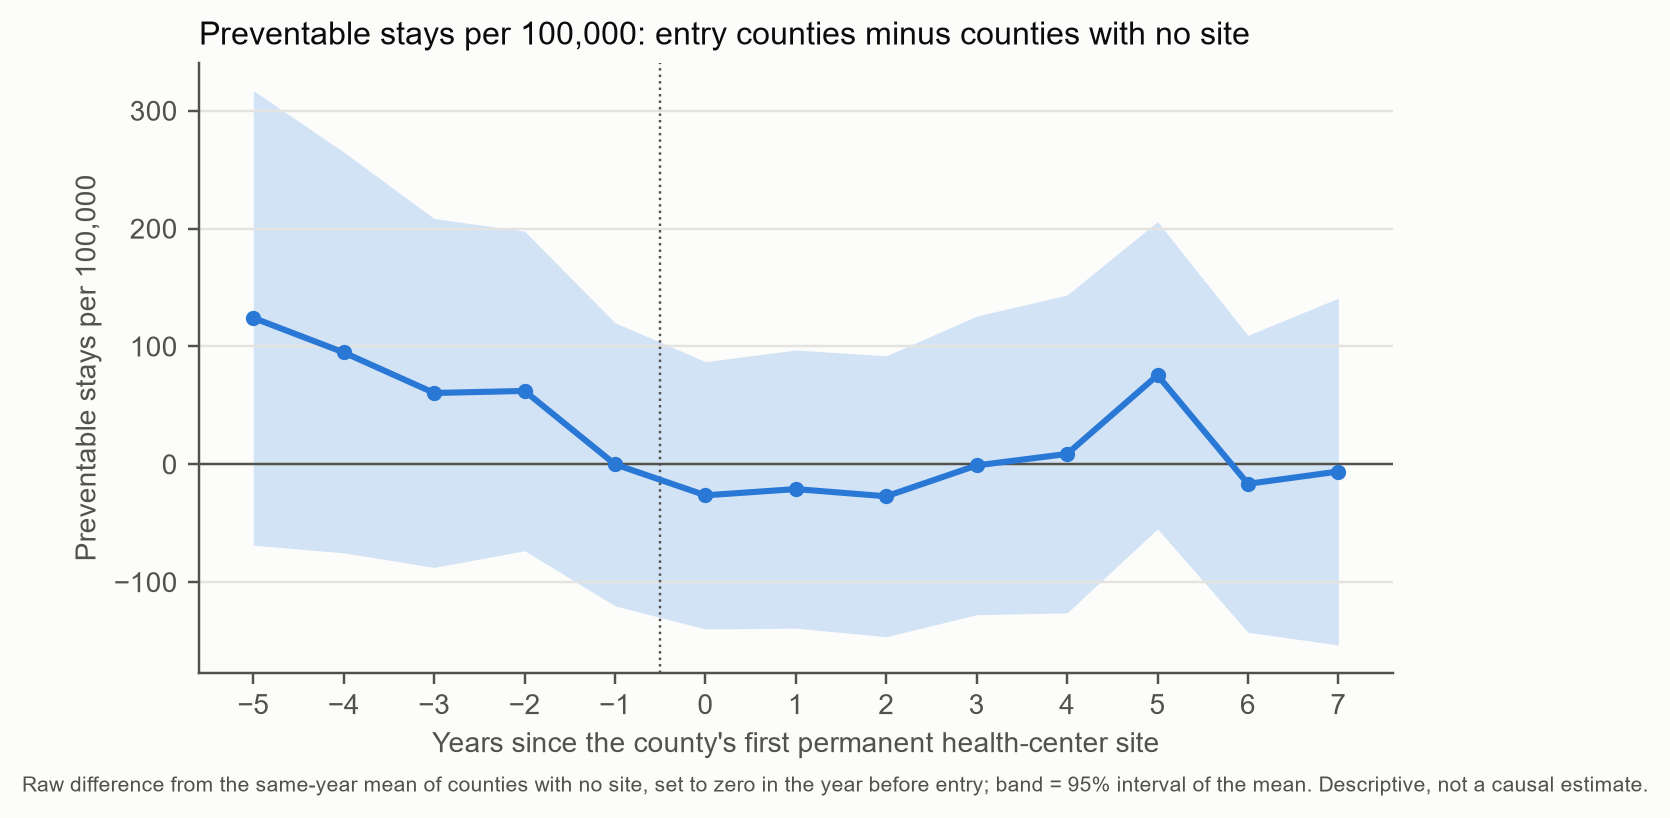 Preventable stays per 100,000: entry counties minus counties with no site
Preventable stays per 100,000
300
200
100
0
−100
−5 −4 −3 −2 −1 0 1 2 3 4 5 6 7
Years since the county's first permanent health-center site
Raw difference from the same-year mean of counties with no site, set to zero in the year before entry; band = 95% interval of the mean. Descriptive, not a causal estimate.